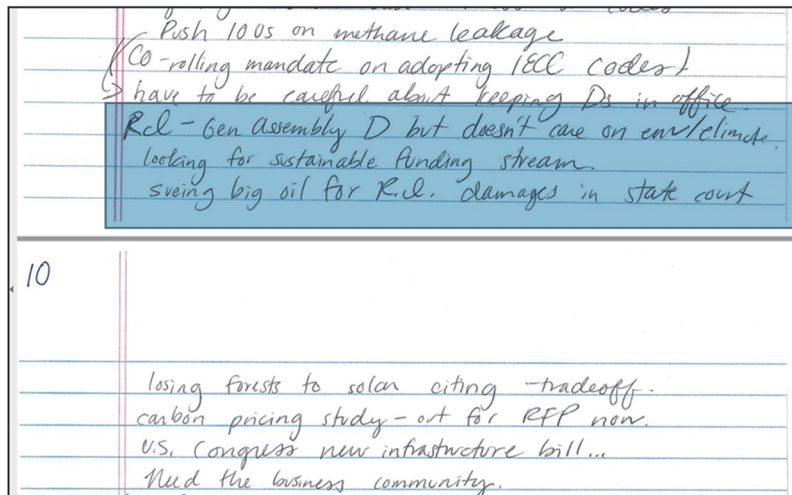 Push IOUs on methane leakage
CO - rolling mandate on adopting IECC codes
→ have to be careful about keeping Ds in office.
R.I. - Gen Assembly D but doesn't care on env/climate.
looking for sustainable funding stream.
sueing big oil for R.I. damages in state court
10
losing forests to solar citing - tradeoff.
carbon pricing study - out for RFP now.
U.S. Congress new infrastructure bill...
Need the business community.